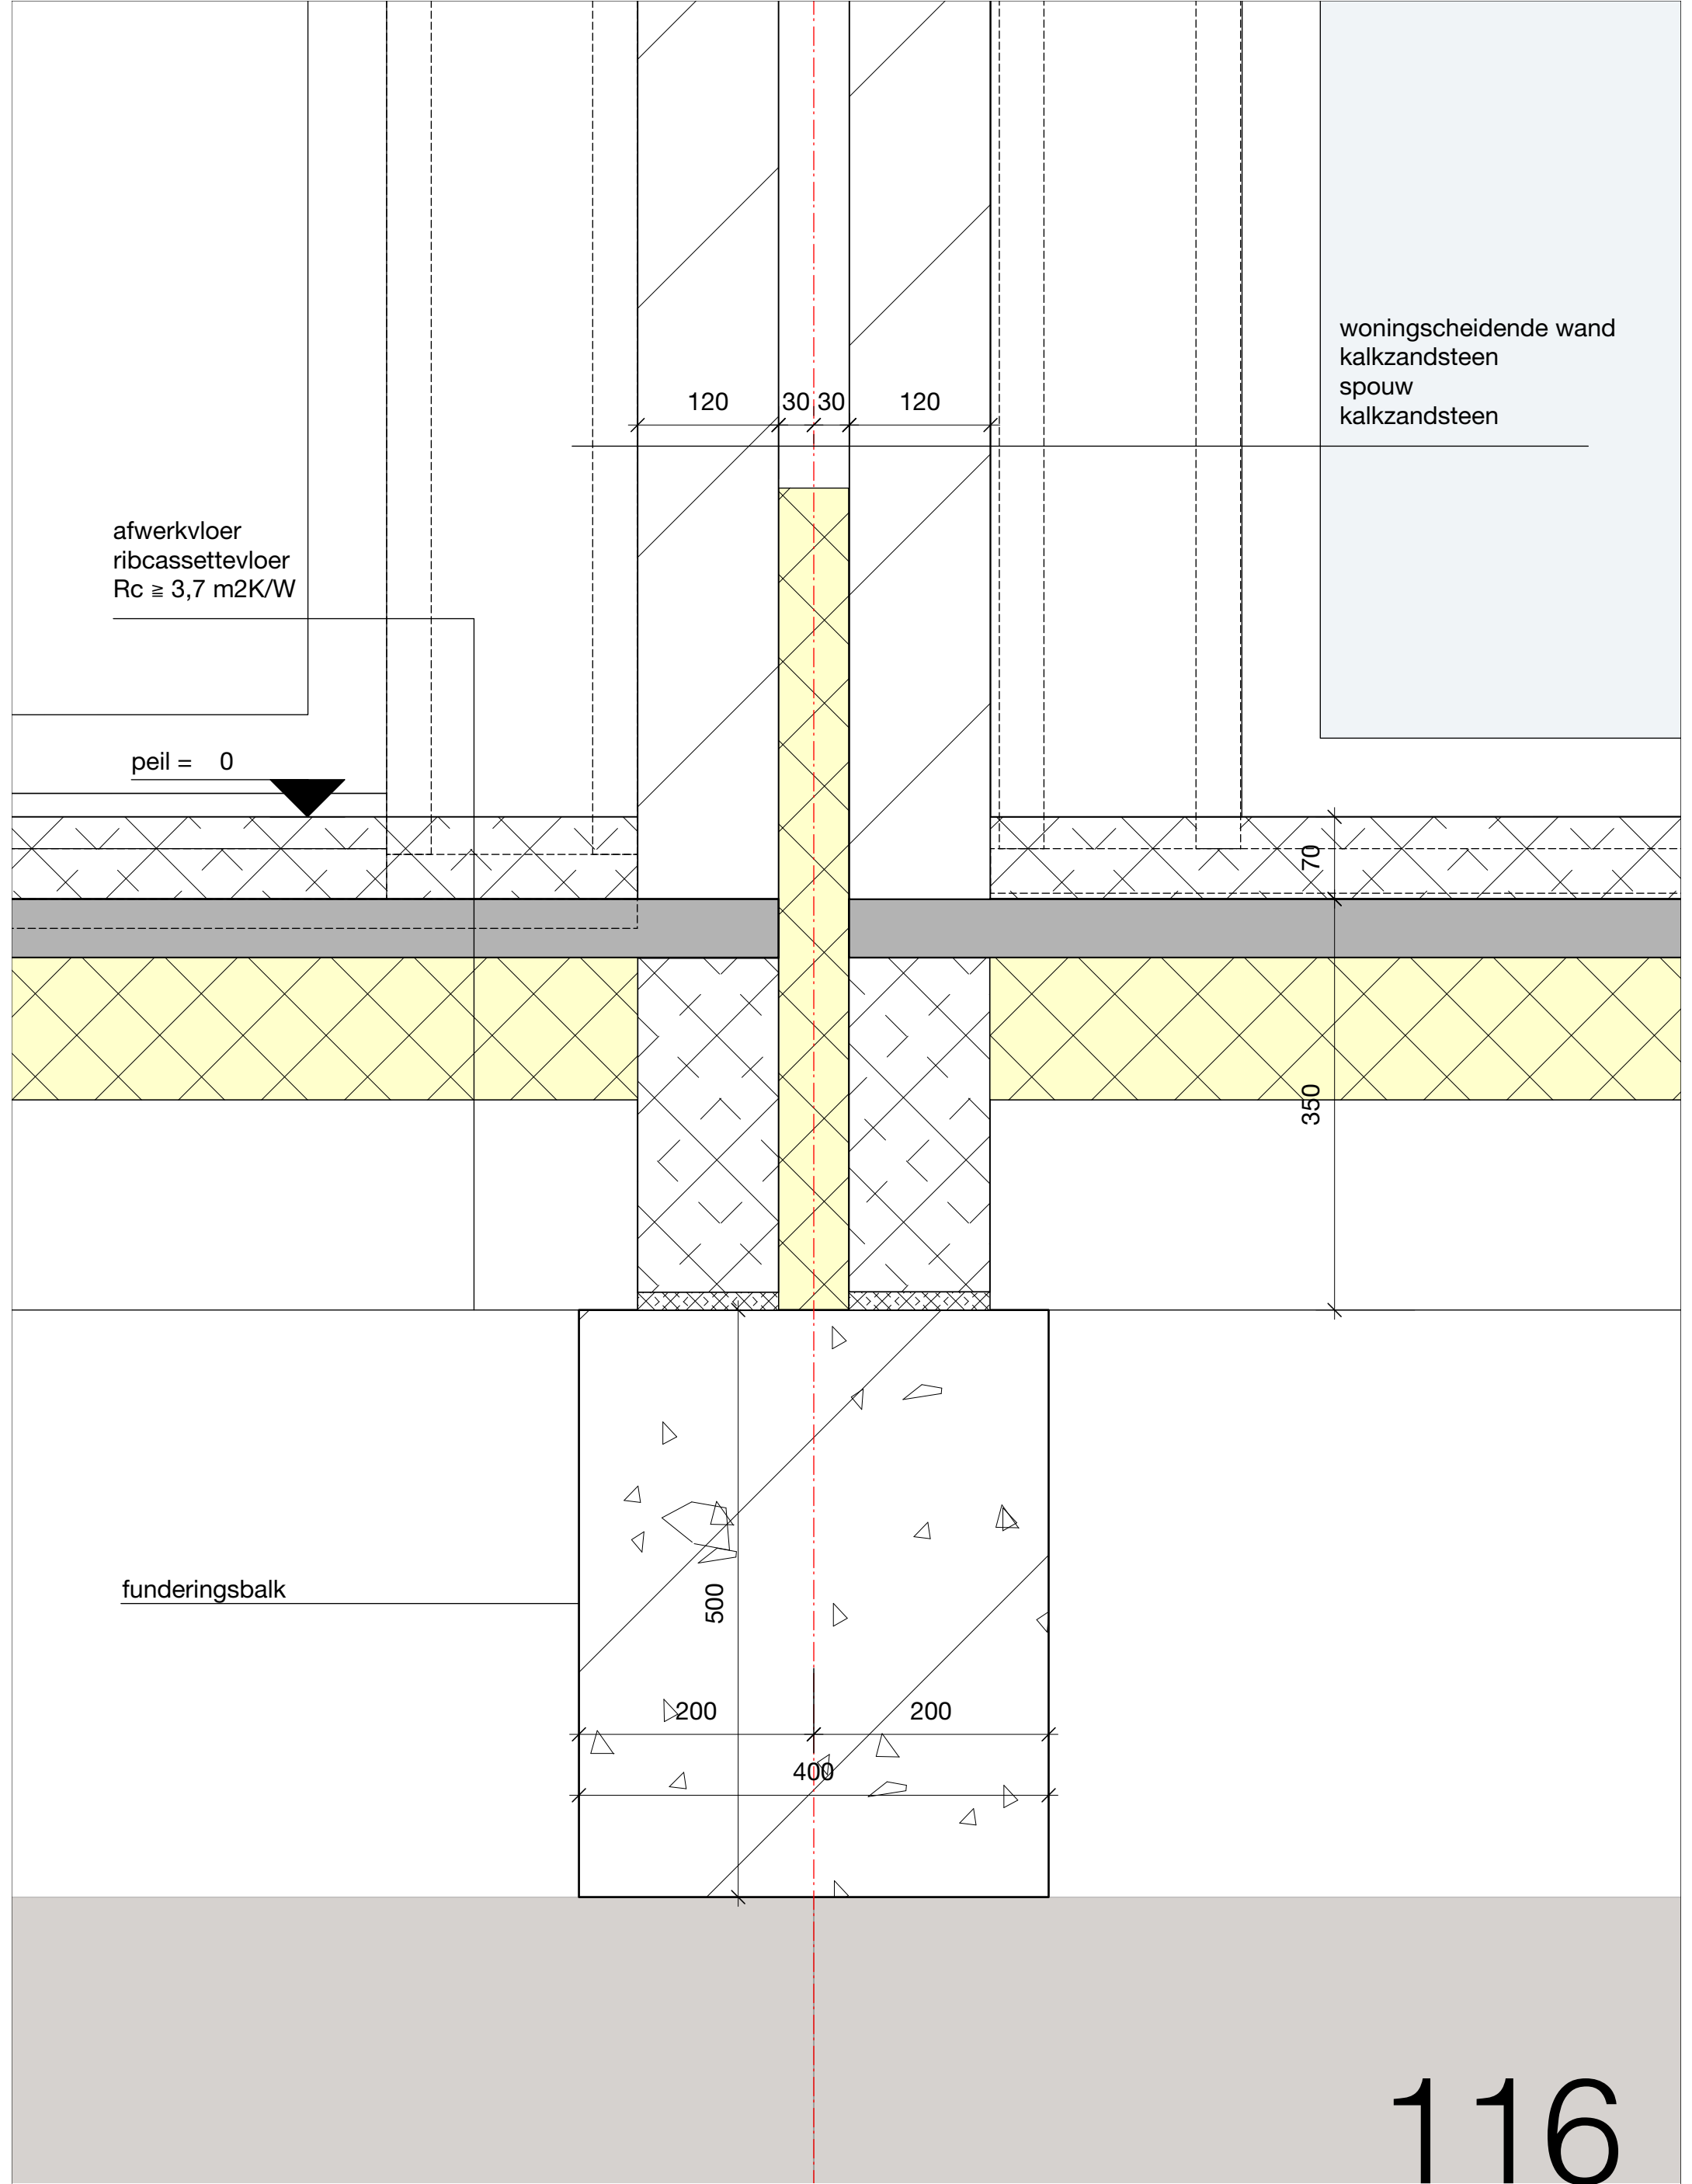 woningscheidende wand
kalkzandsteen
spouw
kalkzandsteen
120 30 30 120
afwerkvloer
ribcassettevloer
Rc ≧ 3,7 m2K/W
peil = 0
70
350
funderingsbalk
500
200 200
400
116